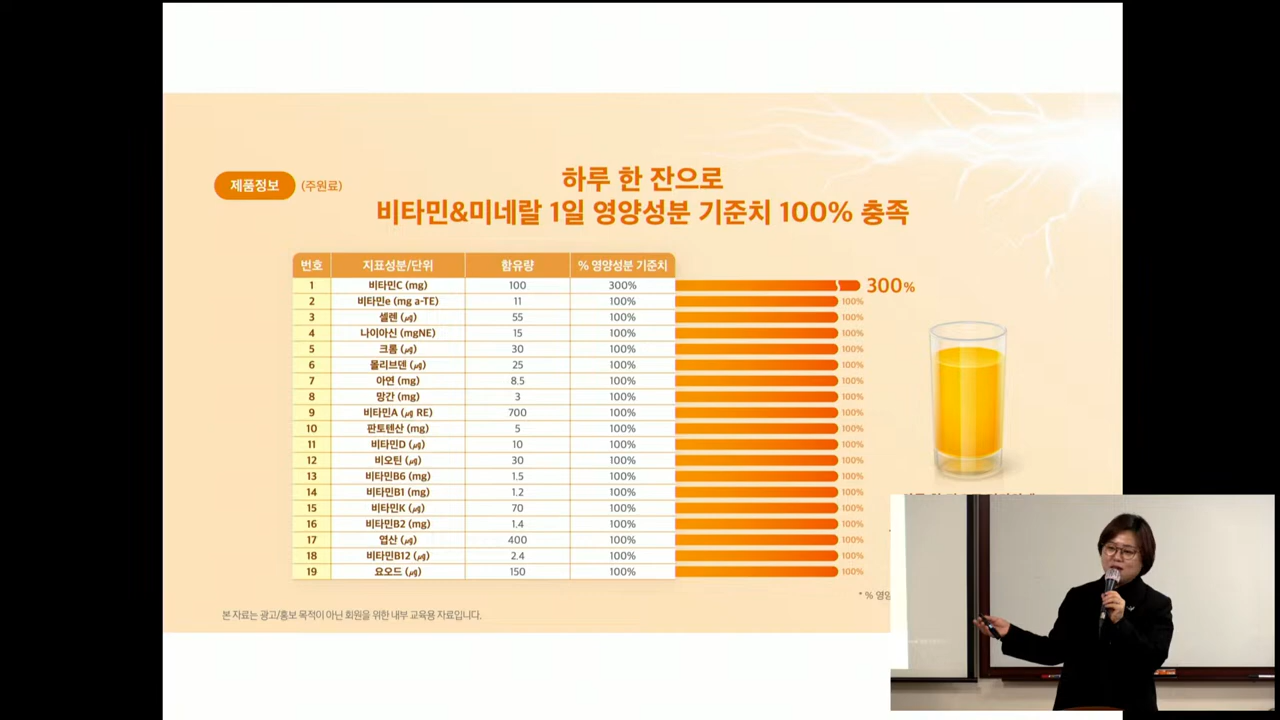 하루 한 잔으로
제품정보 (주원료)
비타민&미네랄 1일 영양성분 기준치 100% 충족
번호 지표성분/단위 함유량 % 영양성분 기준치
1 비타민C (mg) 100 300% 300%
2 비타민e (mg a-TE) 11 100% 100%
3 셀렌 (㎍) 55 100% 100%
4 나이아신 (mgNE) 15 100% 100%
5 크롬 (㎍) 30 100% 100%
6 몰리브덴 (㎍) 25 100% 100%
7 아연 (mg) 8.5 100% 100%
8 망간 (mg) 3 100% 100%
9 비타민A (㎍ RE) 700 100% 100%
10 판토텐산 (mg) 5 100% 100%
11 비타민D (㎍) 10 100% 100%
12 비오틴 (㎍) 30 100% 100%
13 비타민B6 (mg) 1.5 100% 100%
14 비타민B1 (mg) 1.2 100% 100%
15 비타민K (㎍) 70 100% 100%
16 비타민B2 (mg) 1.4 100% 100%
17 엽산 (㎍) 400 100% 100%
18 비타민B12 (㎍) 2.4 100% 100%
19 요오드 (㎍) 150 100% 100%
* % 영양
본 자료는 광고/홍보 목적이 아닌 회원을 위한 내부 교육용 자료입니다.